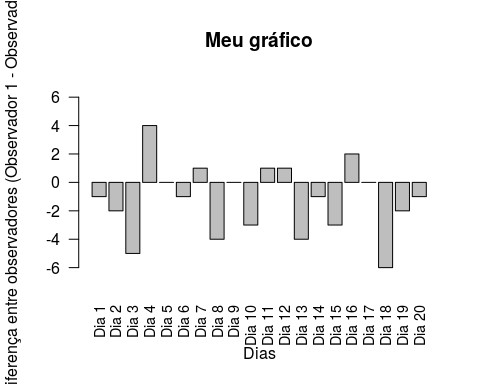 Meu gráfico
iferença entre observadores (Observador 1 - Observad
6
4
2
0
-2
-4
-6
Dia 1
Dia 2
Dia 3
Dia 4
Dia 5
Dia 6
Dia 7
Dia 8
Dia 9
Dia 10
Dia 11
Dia 12
Dia 13
Dia 14
Dia 15
Dia 16
Dia 17
Dia 18
Dia 19
Dia 20
Dias